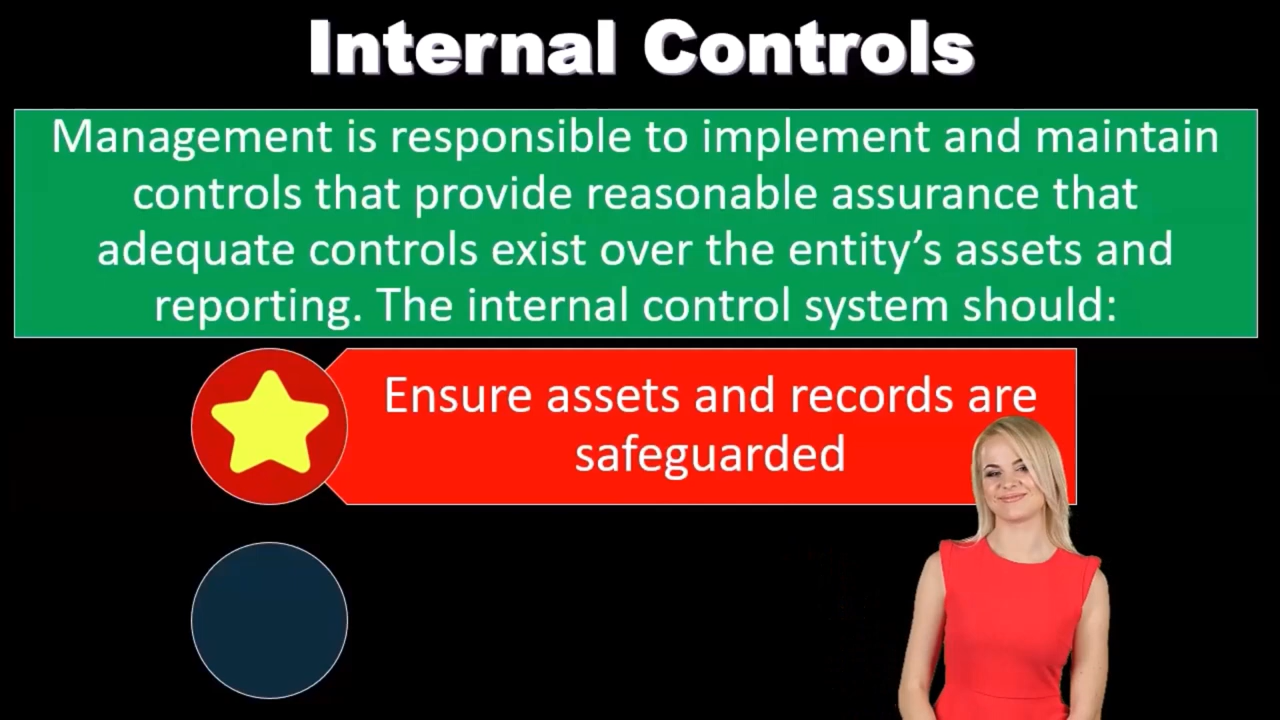 Internal Controls
Management is responsible to implement and maintain
controls that provide reasonable assurance that
adequate controls exist over the entity’s assets and
reporting. The internal control system should:
Ensure assets and records are
safeguarded